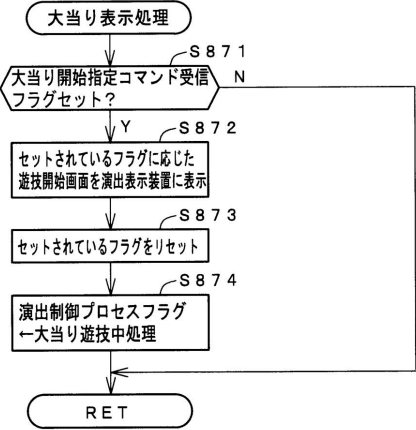 大当り表示処理
S871
大当り開始指定コマンド受信
フラグセット?
N
Y
S872
セットされているフラグに応じた
遊技開始画面を演出表示装置に表示
S873
セットされているフラグをリセット
S874
演出制御プロセスフラグ
←大当り遊技中処理
RET